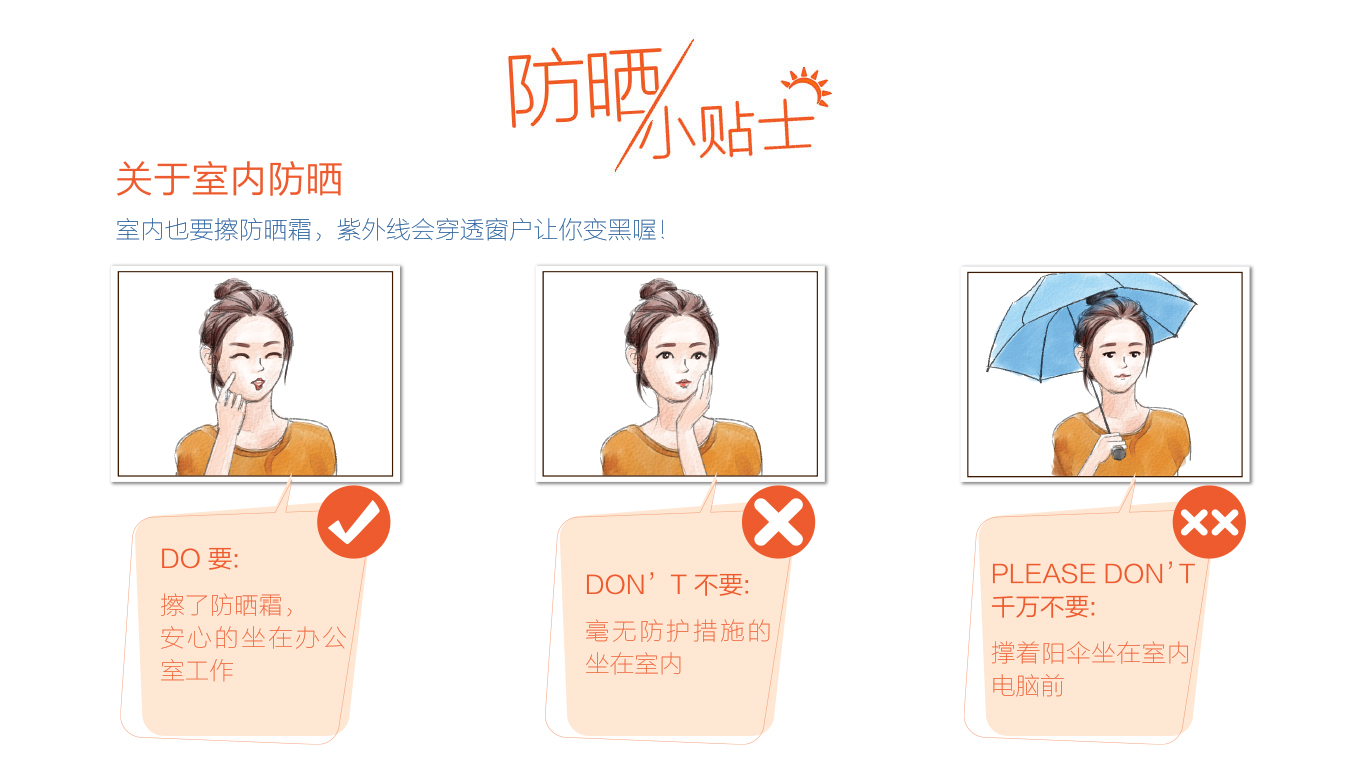 防晒
小贴士
关于室内防晒
室内也要擦防晒霜，紫外线会穿透窗户让你变黑喔！
DO 要:
擦了防晒霜，
安心的坐在办公
室工作
DON'T 不要:
毫无防护措施的
坐在室内
PLEASE DON'T
千万不要:
撑着阳伞坐在室内
电脑前